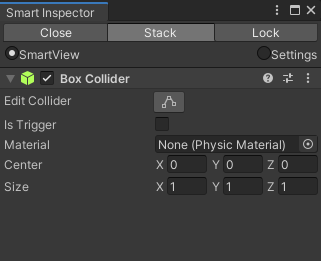 Smart Inspector
Close Stack Lock
SmartView Settings
Box Collider
Edit Collider
Is Trigger
Material None (Physic Material)
Center X 0 Y 0 Z 0
Size X 1 Y 1 Z 1